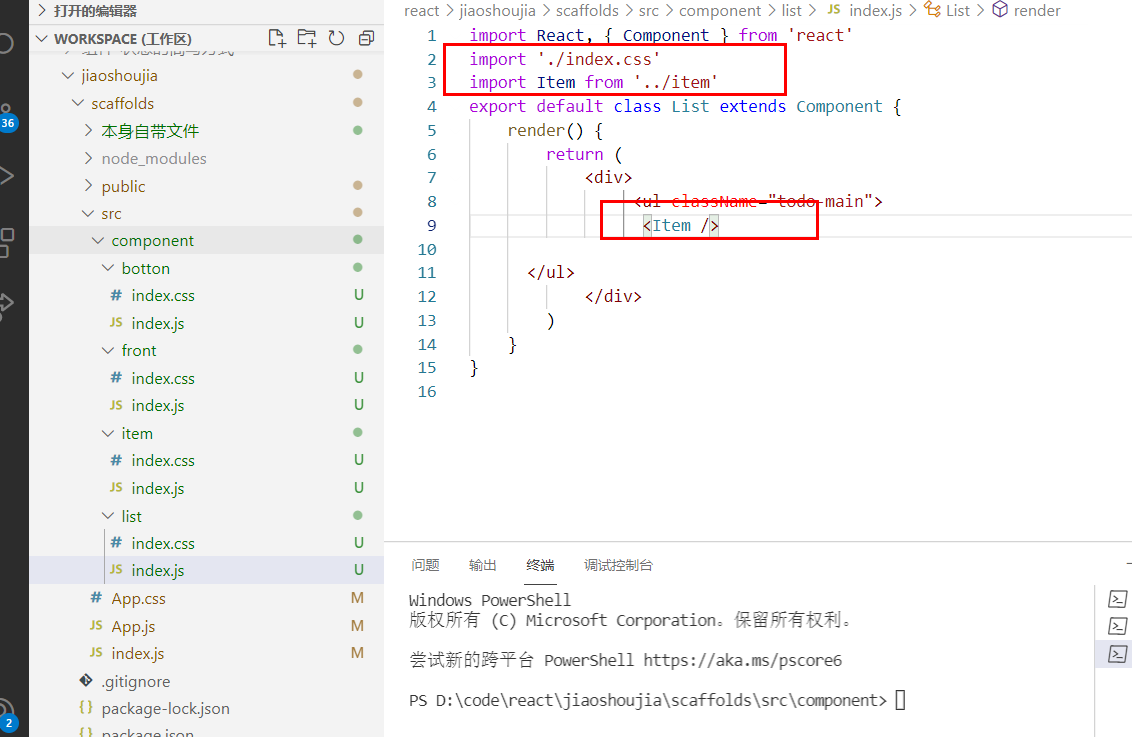 打开的编辑器
WORKSPACE (工作区)
jiaoshoujia
scaffolds
本身自带文件
node_modules
public
src
component
botton
# index.css U
JS index.js U
front
# index.css U
JS index.js U
item
# index.css U
JS index.js U
list
# index.css U
JS index.js U
# App.css M
JS App.js M
JS index.js M
.gitignore
{} package-lock.json
{} package.json
36
2
react > jiaoshoujia > scaffolds > src > component > list > JS index.js > List > render
1 import React, { Component } from 'react'
2 import './index.css'
3 import Item from '../item'
4 export default class List extends Component {
5 render() {
6 return (
7 <div>
8 <ul className="todo-main">
9 <Item />
10
11 </ul>
12 </div>
13 )
14 }
15 }
16
问题 输出 终端 调试控制台
Windows PowerShell
版权所有 (C) Microsoft Corporation。保留所有权利。
尝试新的跨平台 PowerShell https://aka.ms/pscore6
PS D:\code\react\jiaoshoujia\scaffolds\src\component>